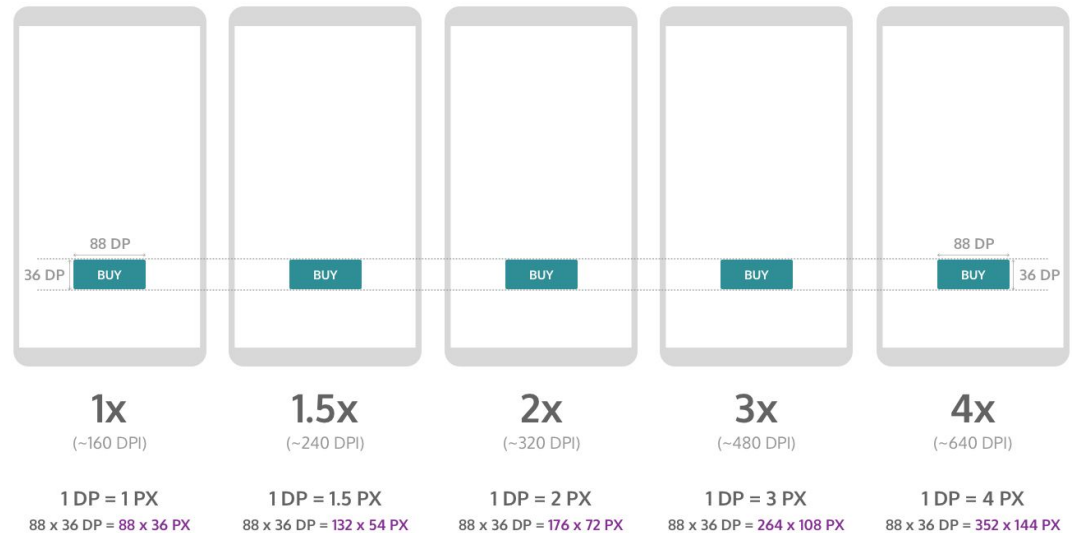 88 DP
88 DP
36 DP
BUY
BUY
BUY
BUY
BUY
36 DP
1x
1.5x
2x
3x
4x
(~160 DPI)
(~240 DPI)
(~320 DPI)
(~480 DPI)
(~640 DPI)
1 DP = 1 PX
1 DP = 1.5 PX
1 DP = 2 PX
1 DP = 3 PX
1 DP = 4 PX
88 x 36 DP = 88 x 36 PX
88 x 36 DP = 132 x 54 PX
88 x 36 DP = 176 x 72 PX
88 x 36 DP = 264 x 108 PX
88 x 36 DP = 352 x 144 PX